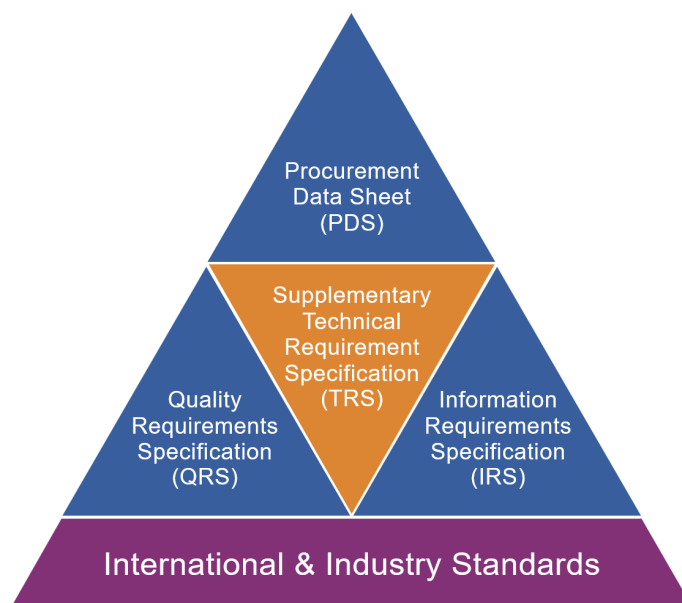 Procurement
Data Sheet
(PDS)
Supplementary
Technical
Requirement
Specification
(TRS)
Quality
Requirements
Specification
(QRS)
Information
Requirements
Specification
(IRS)
International & Industry Standards